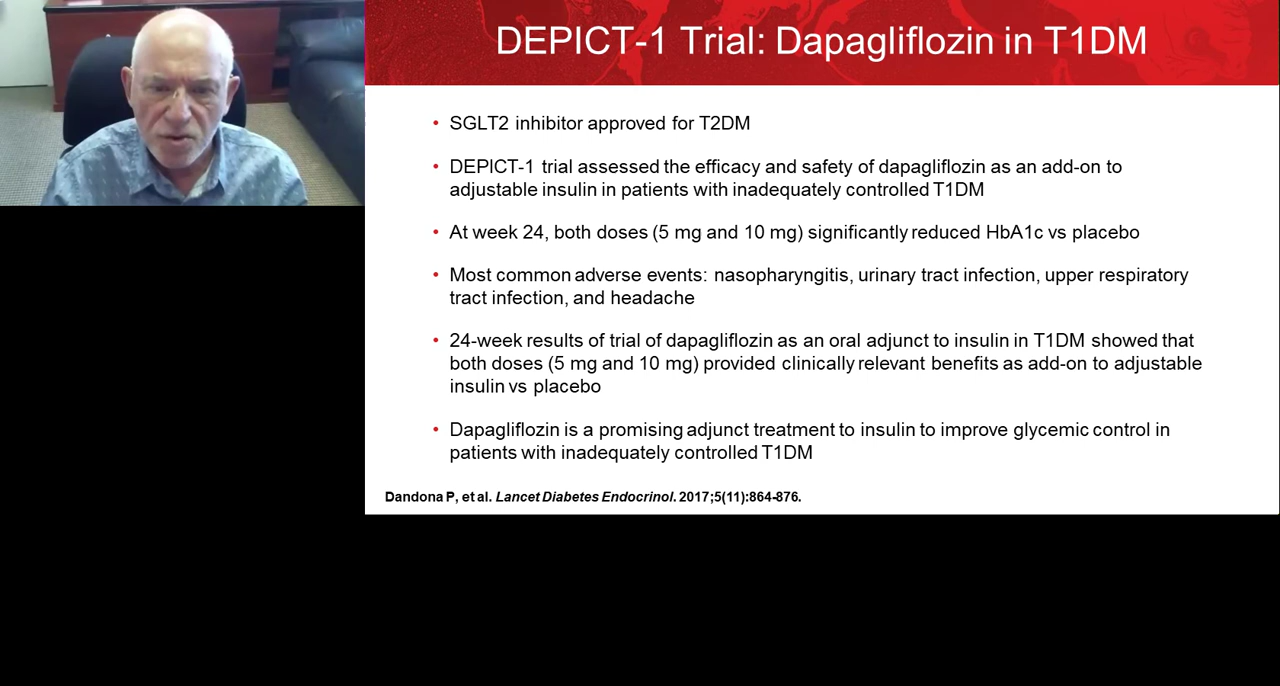 DEPICT-1 Trial: Dapagliflozin in T1DM
• SGLT2 inhibitor approved for T2DM
• DEPICT-1 trial assessed the efficacy and safety of dapagliflozin as an add-on to
adjustable insulin in patients with inadequately controlled T1DM
• At week 24, both doses (5 mg and 10 mg) significantly reduced HbA1c vs placebo
• Most common adverse events: nasopharyngitis, urinary tract infection, upper respiratory
tract infection, and headache
• 24-week results of trial of dapagliflozin as an oral adjunct to insulin in T1DM showed that
both doses (5 mg and 10 mg) provided clinically relevant benefits as add-on to adjustable
insulin vs placebo
• Dapagliflozin is a promising adjunct treatment to insulin to improve glycemic control in
patients with inadequately controlled T1DM
Dandona P, et al. Lancet Diabetes Endocrinol. 2017;5(11):864-876.